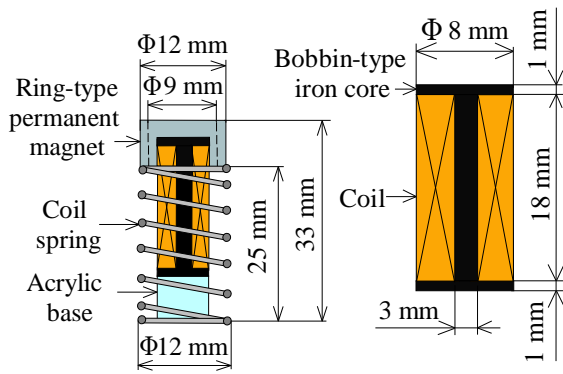 Φ12 mm
Φ9 mm
Ring-type
permanent
magnet
Coil
spring
Acrylic
base
25 mm
33 mm
Φ12 mm
Φ8 mm
1 mm
Bobbin-type
iron core
Coil
18 mm
3 mm
1 mm